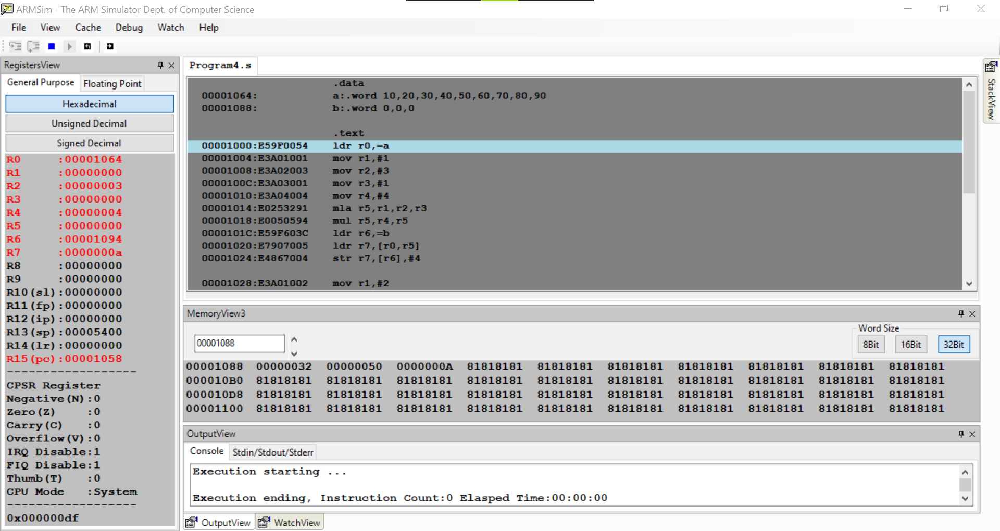 ARMSim - The ARM Simulator Dept. of Computer Science
File View Cache Debug Watch Help
RegistersView
General Purpose Floating Point
Hexadecimal
Unsigned Decimal
Signed Decimal
R0 :00001064
R1 :00000000
R2 :00000003
R3 :00000000
R4 :00000004
R5 :00000000
R6 :00001094
R7 :0000000a
R8 :00000000
R9 :00000000
R10(sl):00000000
R11(fp):00000000
R12(ip):00000000
R13(sp):00005400
R14(lr):00000000
R15(pc):00001058
-------------------
CPSR Register
Negative(N):0
Zero(Z) :0
Carry(C) :0
Overflow(V):0
IRQ Disable:1
FIQ Disable:1
Thumb(T) :0
CPU Mode :System
-------------------
0x000000df
Program4.s
.data
00001064: a:.word 10,20,30,40,50,60,70,80,90
00001088: b:.word 0,0,0
.text
00001000:E59F0054 ldr r0,=a
00001004:E3A01001 mov r1,#1
00001008:E3A02003 mov r2,#3
0000100C:E3A03001 mov r3,#1
00001010:E3A04004 mov r4,#4
00001014:E0253291 mla r5,r1,r2,r3
00001018:E0050594 mul r5,r4,r5
0000101C:E59F603C ldr r6,=b
00001020:E7907005 ldr r7,[r0,r5]
00001024:E4867004 str r7,[r6],#4
00001028:E3A01002 mov r1,#2
StackView
MemoryView3
00001088
Word Size
8Bit 16Bit 32Bit
00001088 00000032 00000050 0000000A 81818181 81818181 81818181 81818181 81818181 81818181 81818181
000010B0 81818181 81818181 81818181 81818181 81818181 81818181 81818181 81818181 81818181 81818181
000010D8 81818181 81818181 81818181 81818181 81818181 81818181 81818181 81818181 81818181 81818181
00001100 81818181 81818181 81818181 81818181 81818181 81818181 81818181 81818181 81818181 81818181
OutputView
Console Stdin/Stdout/Stderr
Execution starting ...
Execution ending, Instruction Count:0 Elasped Time:00:00:00
OutputView WatchView